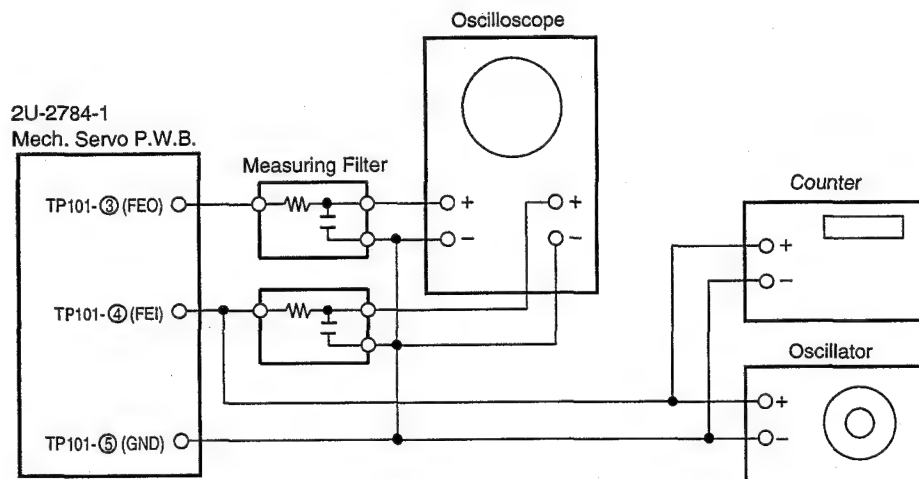 Oscilloscope
2U-2784-1
Mech. Servo P.W.B.
Measuring Filter
Counter
TP101-③ (FEO)
+
−
+
−
+
−
TP101-④ (FEI)
Oscillator
+
−
TP101-⑤ (GND)